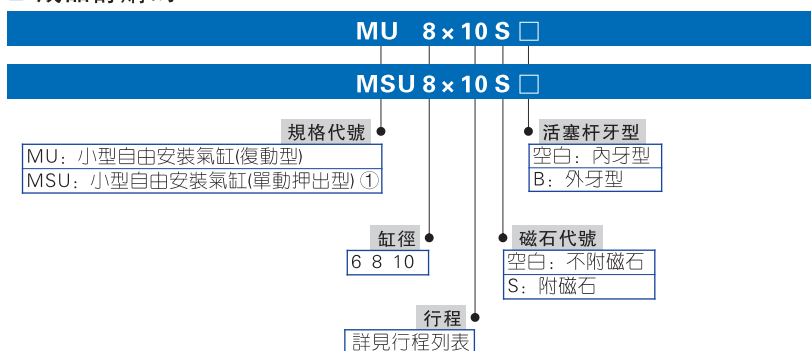 MU 8×10 S □
MSU 8×10 S □
規格代號
MU：小型自由安裝氣缸(復動型)
MSU：小型自由安裝氣缸(單動押出型) ①
活塞杆牙型
空白：內牙型
B：外牙型
缸徑
6 8 10
磁石代號
空白：不附磁石
S：附磁石
行程
詳見行程列表